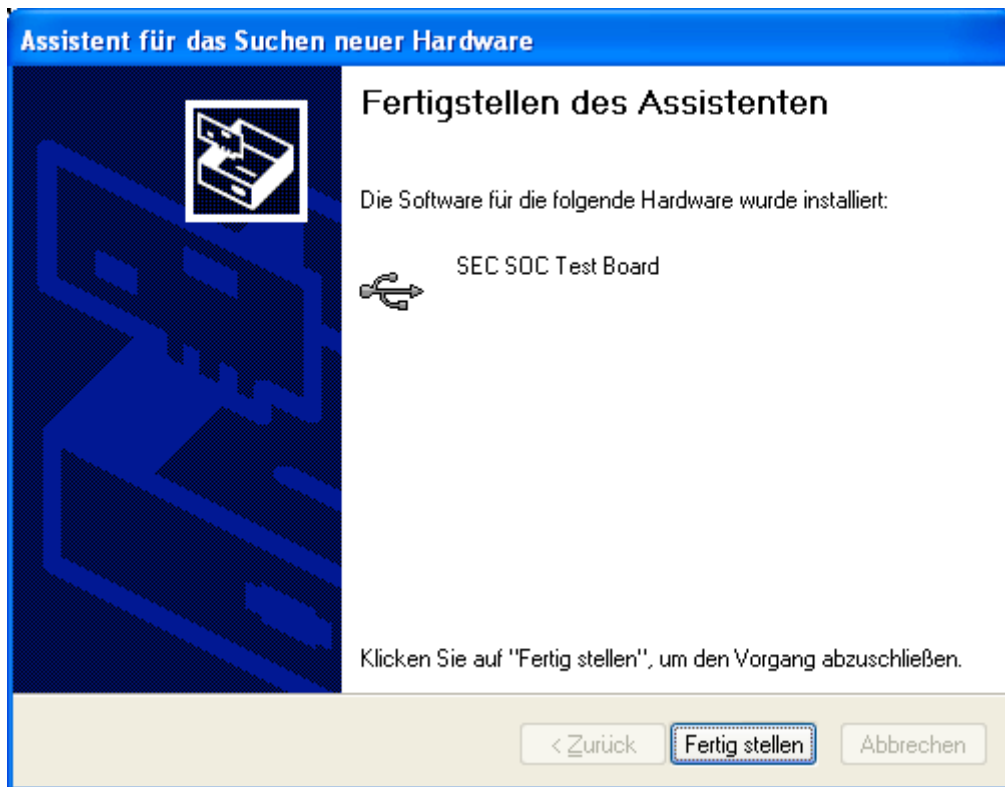 Assistent für das Suchen neuer Hardware
Fertigstellen des Assistenten
Die Software für die folgende Hardware wurde installiert:
SEC SOC Test Board
Klicken Sie auf "Fertig stellen", um den Vorgang abzuschließen.
< Zurück Fertig stellen Abbrechen